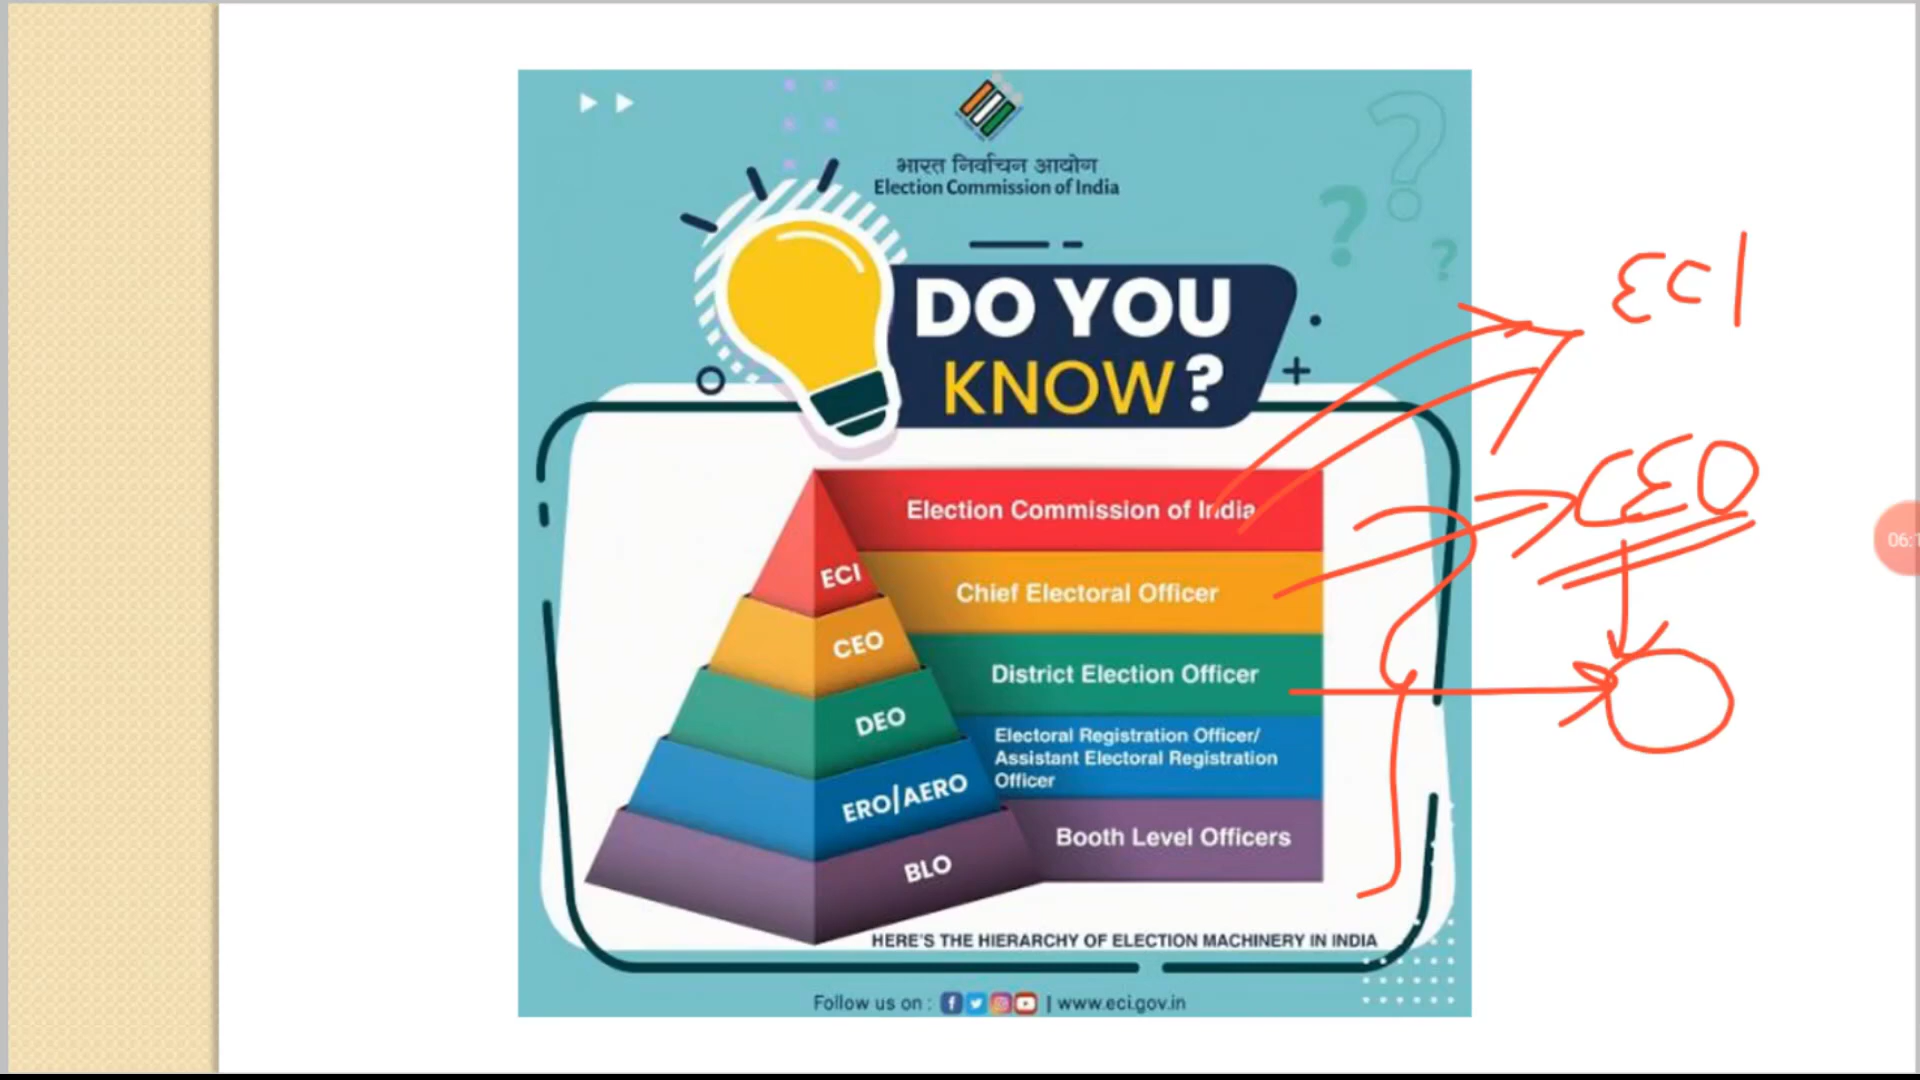 भारत निर्वाचन आयोग
Election Commission of India
DO YOU
KNOW?
ECI
CEO
Election Commission of India
ECI
Chief Electoral Officer
CEO
District Election Officer
DEO
Electoral Registration Officer/
Assistant Electoral Registration
Officer
ERO/AERO
Booth Level Officers
BLO
HERE'S THE HIERARCHY OF ELECTION MACHINERY IN INDIA
Follow us on : | www.eci.gov.in